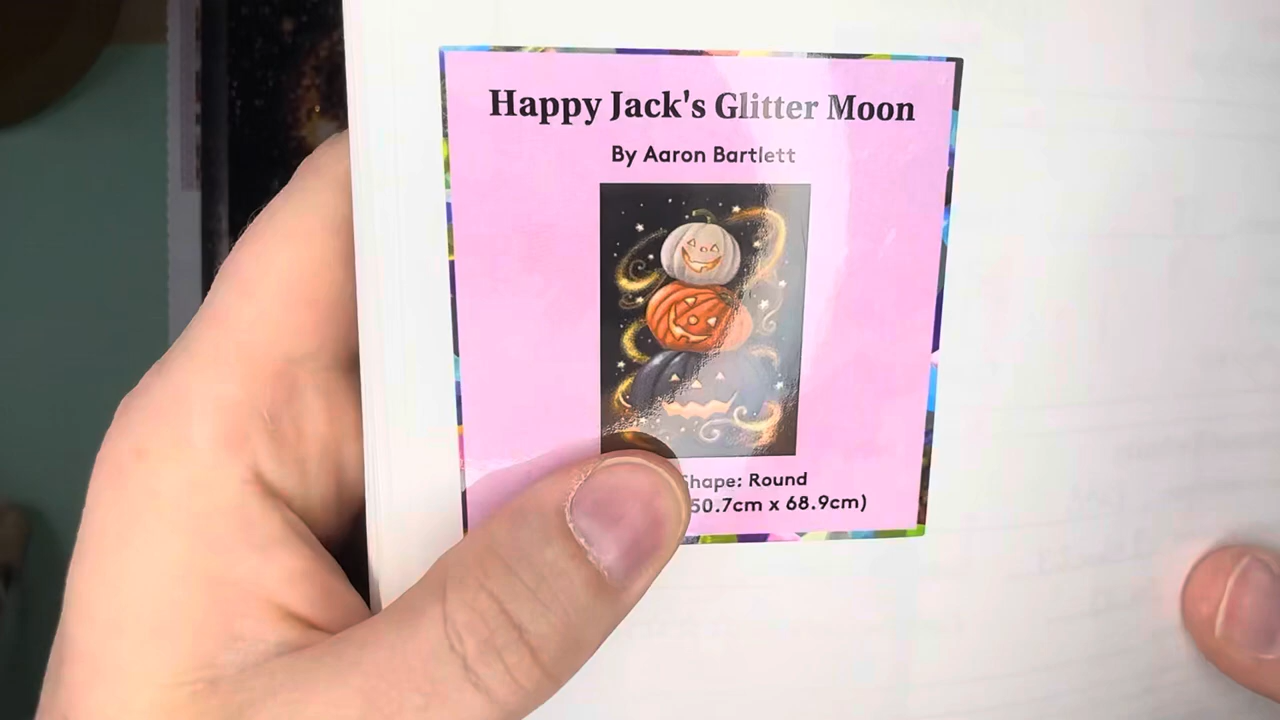 Happy Jack's Glitter Moon
By Aaron Bartlett
Shape: Round
50.7cm x 68.9cm)